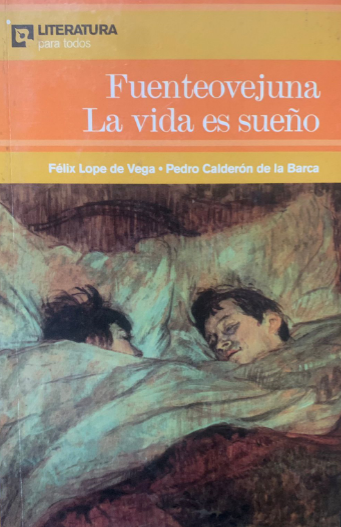 LITERATURA
para todos
Fuenteovejuna
La vida es sueño
Félix Lope de Vega • Pedro Calderón de la Barca